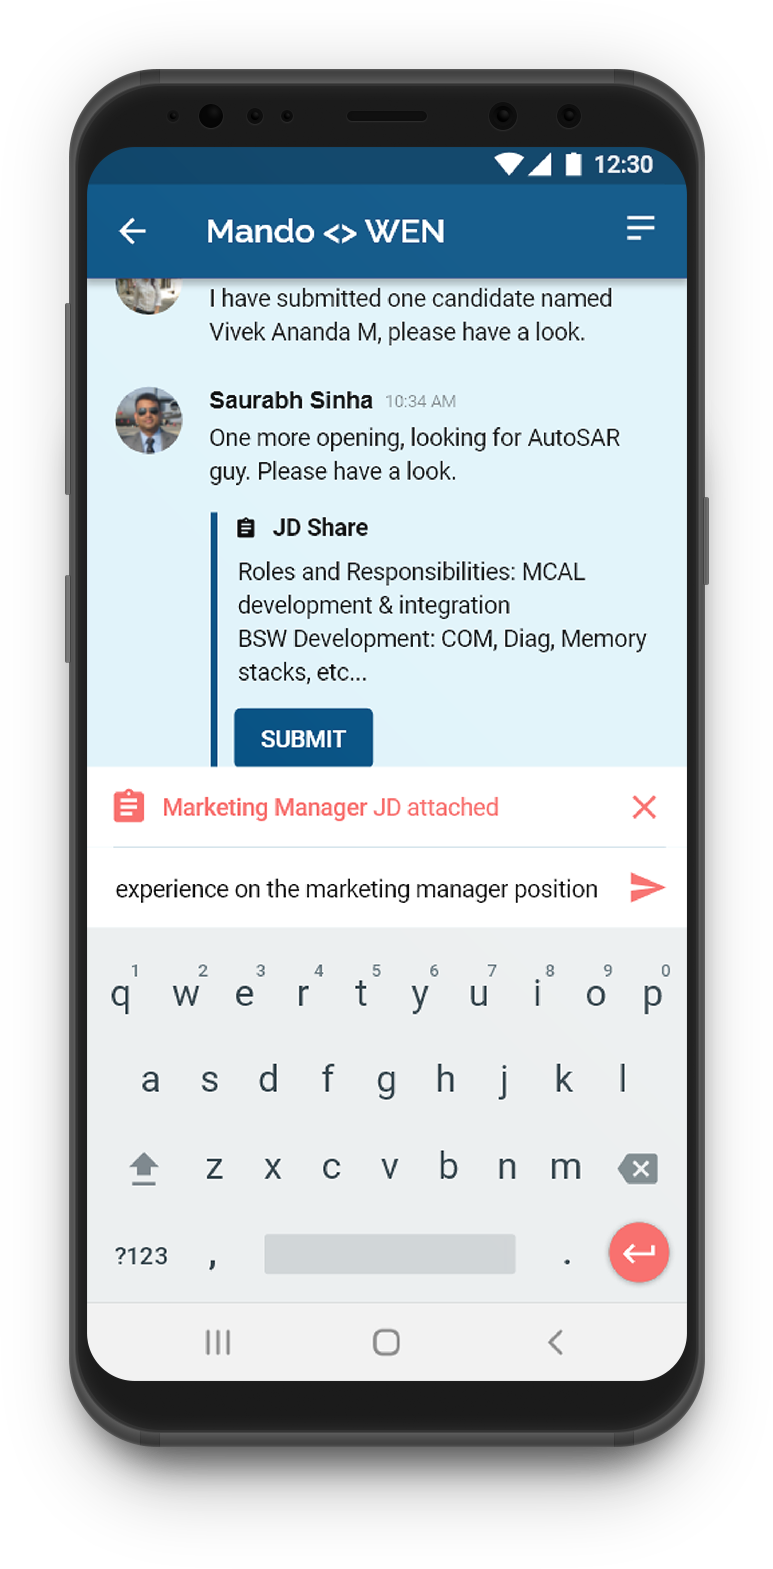 12:30
Mando <> WEN
I have submitted one candidate named
Vivek Ananda M, please have a look.
Saurabh Sinha 10:34 AM
One more opening, looking for AutoSAR
guy. Please have a look.
JD Share
Roles and Responsibilities: MCAL
development & integration
BSW Development: COM, Diag, Memory
stacks, etc...
SUBMIT
Marketing Manager JD attached
experience on the marketing manager position
1 2 3 4 5 6 7 8 9 0
q w e r t y u i o p
a s d f g h j k l
z x c v b n m
?123 , .